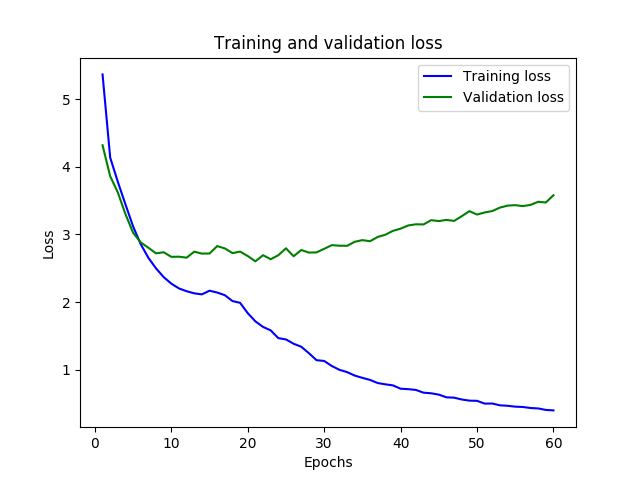 Training and validation loss
Training loss
Validation loss
Loss
5
4
3
2
1
0 10 20 30 40 50 60
Epochs